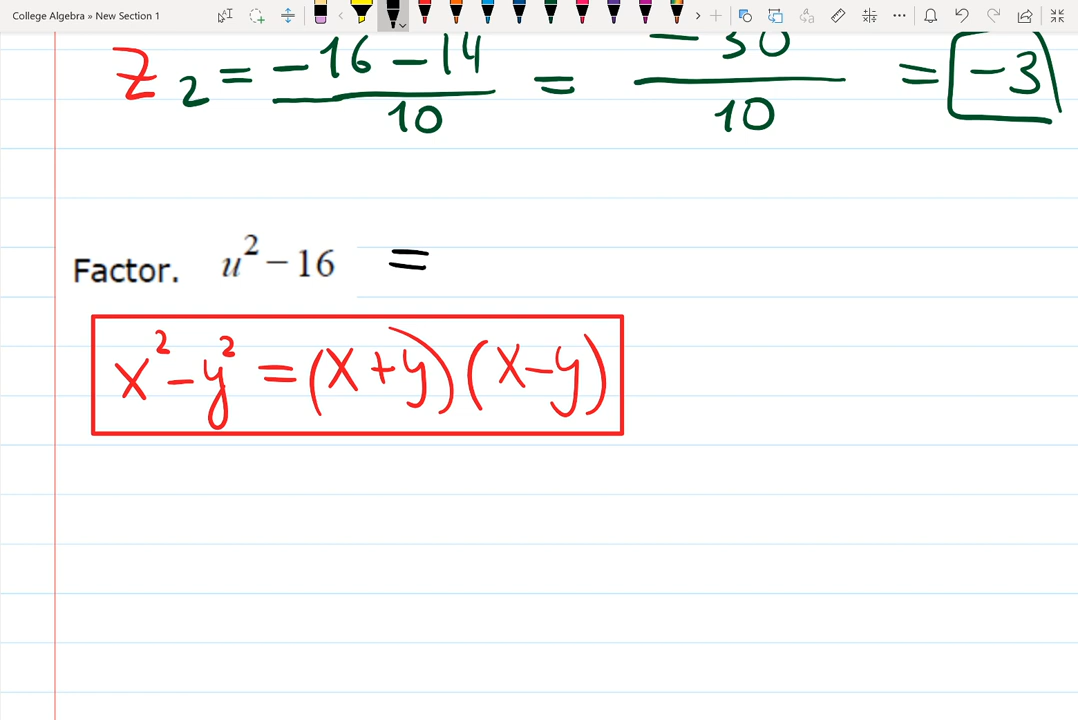 College Algebra » New Section 1
z₂ = (-16 - 14)/10 = (-30)/10 = -3
Factor. u² - 16 =
x² - y² = (x + y)(x - y)